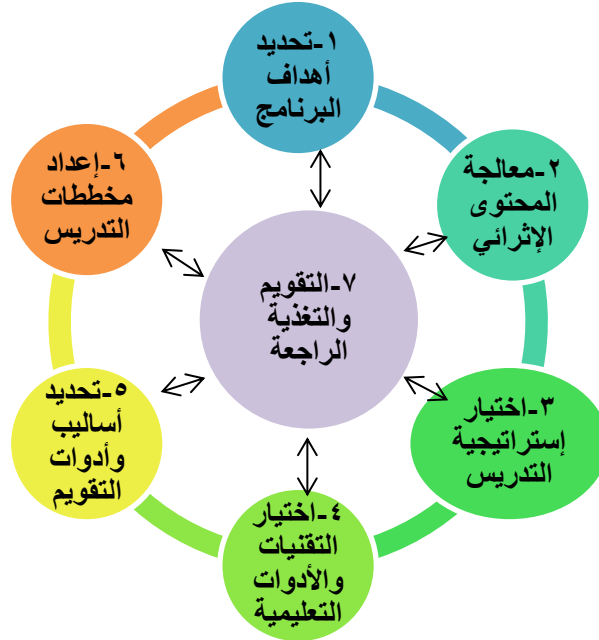 ١-تحديد
أهداف
البرنامج
٢-معالجة
المحتوى
الإثرائي
٣-اختيار
إستراتيجية
التدريس
٤-اختيار
التقنيات
والأدوات
التعليمية
٥-تحديد
أساليب
وأدوات
التقويم
٦-إعداد
مخططات
التدريس
٧-التقويم
والتغذية
الراجعة